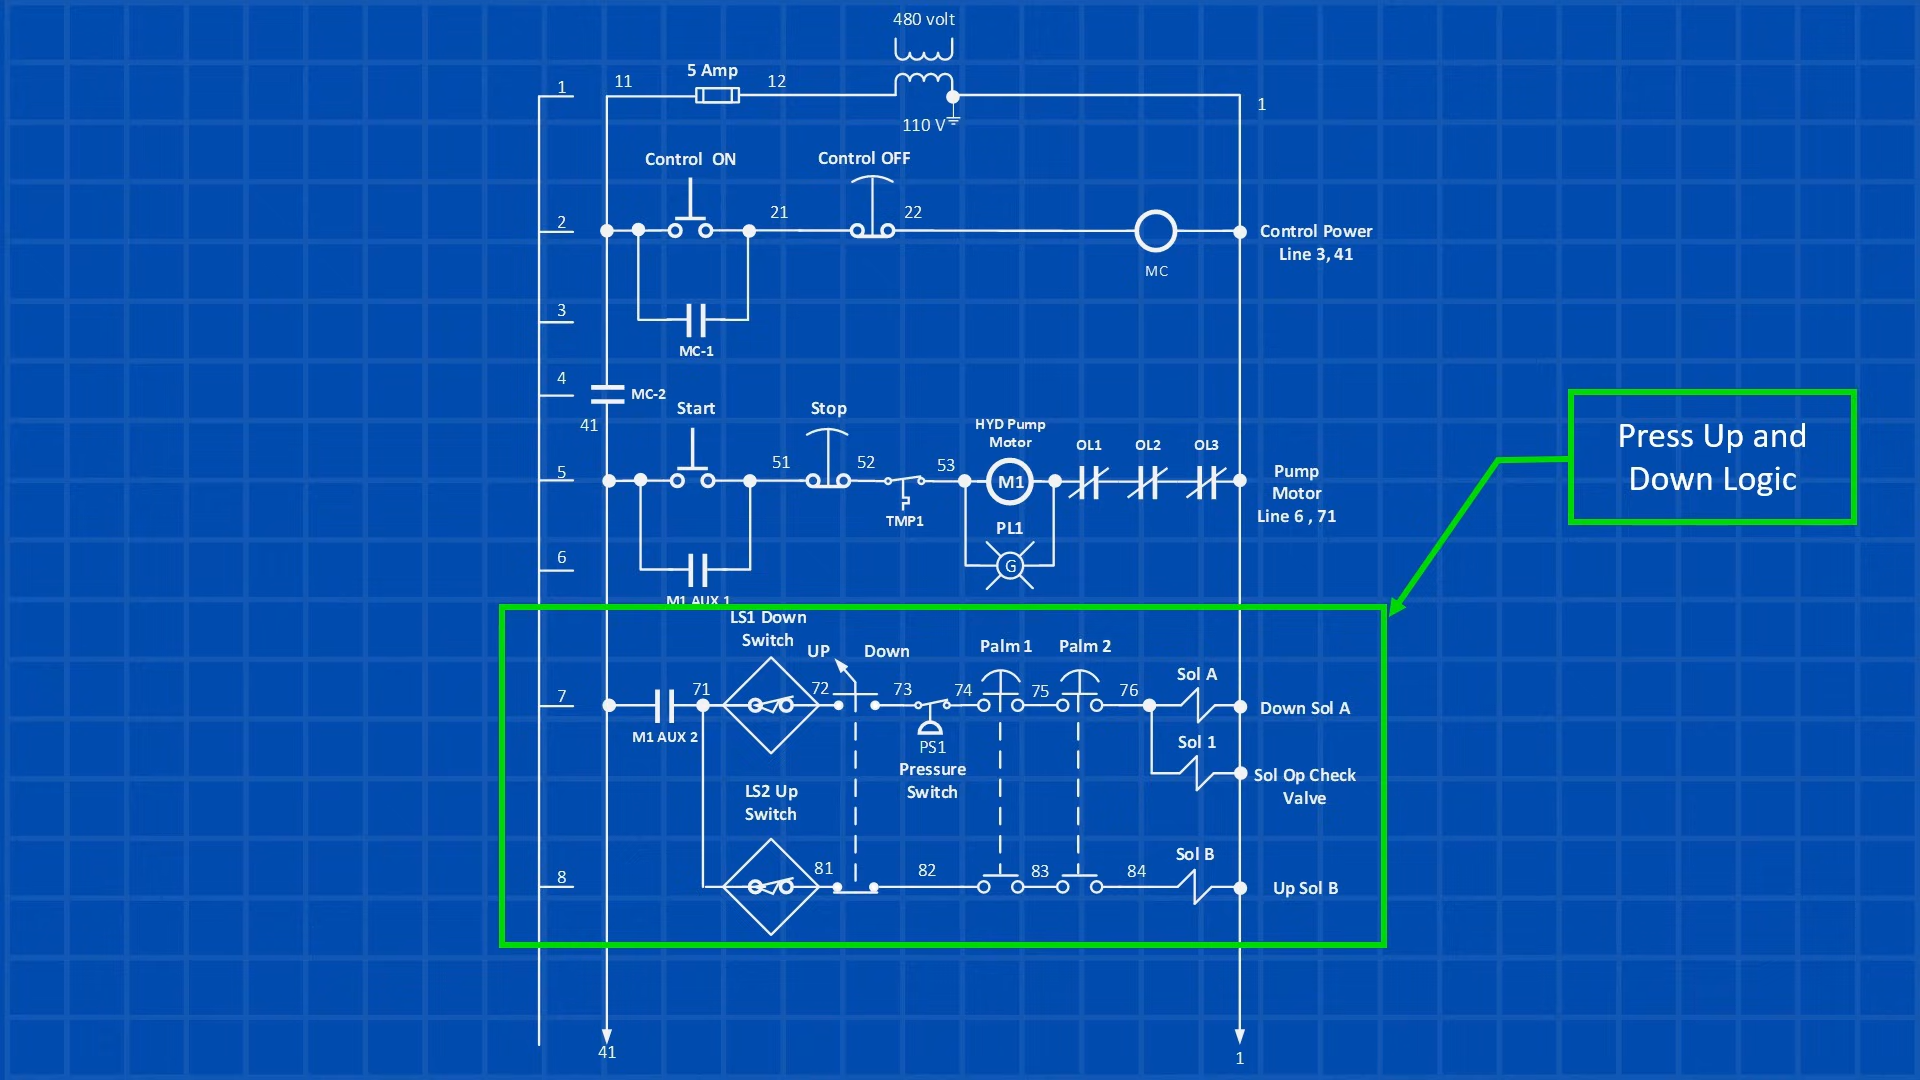 480 volt
5 Amp
1
11
12
1
110 V
Control ON
Control OFF
2
21
22
Control Power
Line 3, 41
MC
3
MC-1
4
MC-2
41
Start
Stop
HYD Pump
Motor
OL1
OL2
OL3
Press Up and
Down Logic
5
51
52
53
M1
Pump
Motor
Line 6 , 71
TMP1
PL1
6
G
M1 AUX 1
LS1 Down
Switch
UP
Down
Palm 1
Palm 2
7
71
72
73
74
75
76
Sol A
Down Sol A
M1 AUX 2
PS1
Pressure
Switch
Sol 1
Sol Op Check
Valve
LS2 Up
Switch
8
81
82
83
84
Sol B
Up Sol B
41
1